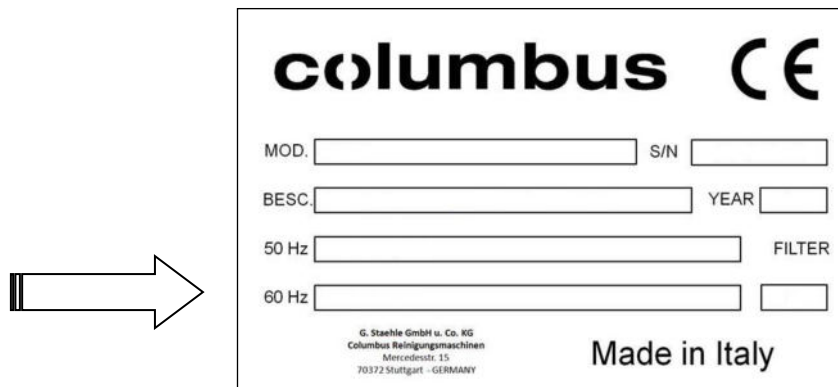 columbus CE
MOD. S/N
BESC. YEAR
50 Hz FILTER
60 Hz
G. Staehle GmbH u. Co. KG
Columbus Reinigungsmaschinen
Mercedesstr. 15
70372 Stuttgart - GERMANY
Made in Italy